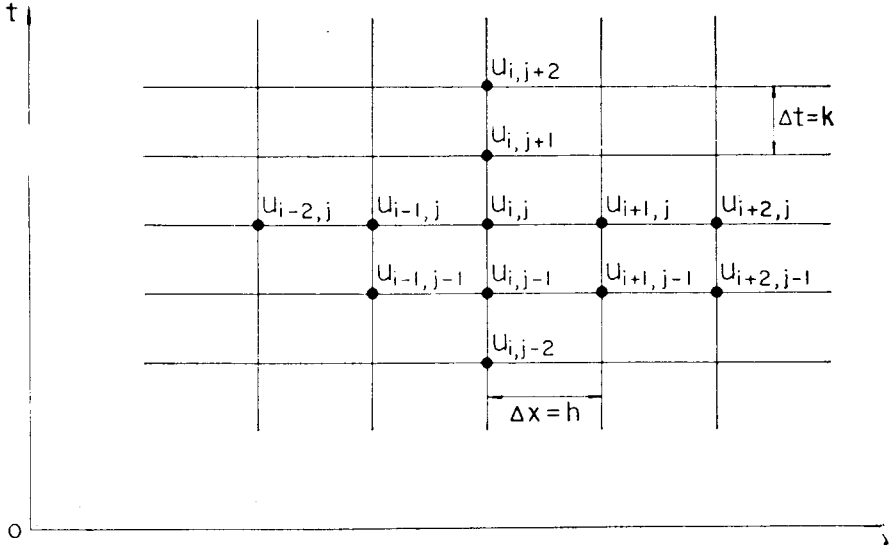 t
u_{i,j+2}
Δt=k
u_{i,j+1}
u_{i-2,j} u_{i-1,j} u_{i,j} u_{i+1,j} u_{i+2,j}
u_{i-1,j-1} u_{i,j-1} u_{i+1,j-1} u_{i+2,j-1}
u_{i,j-2}
Δx=h
0